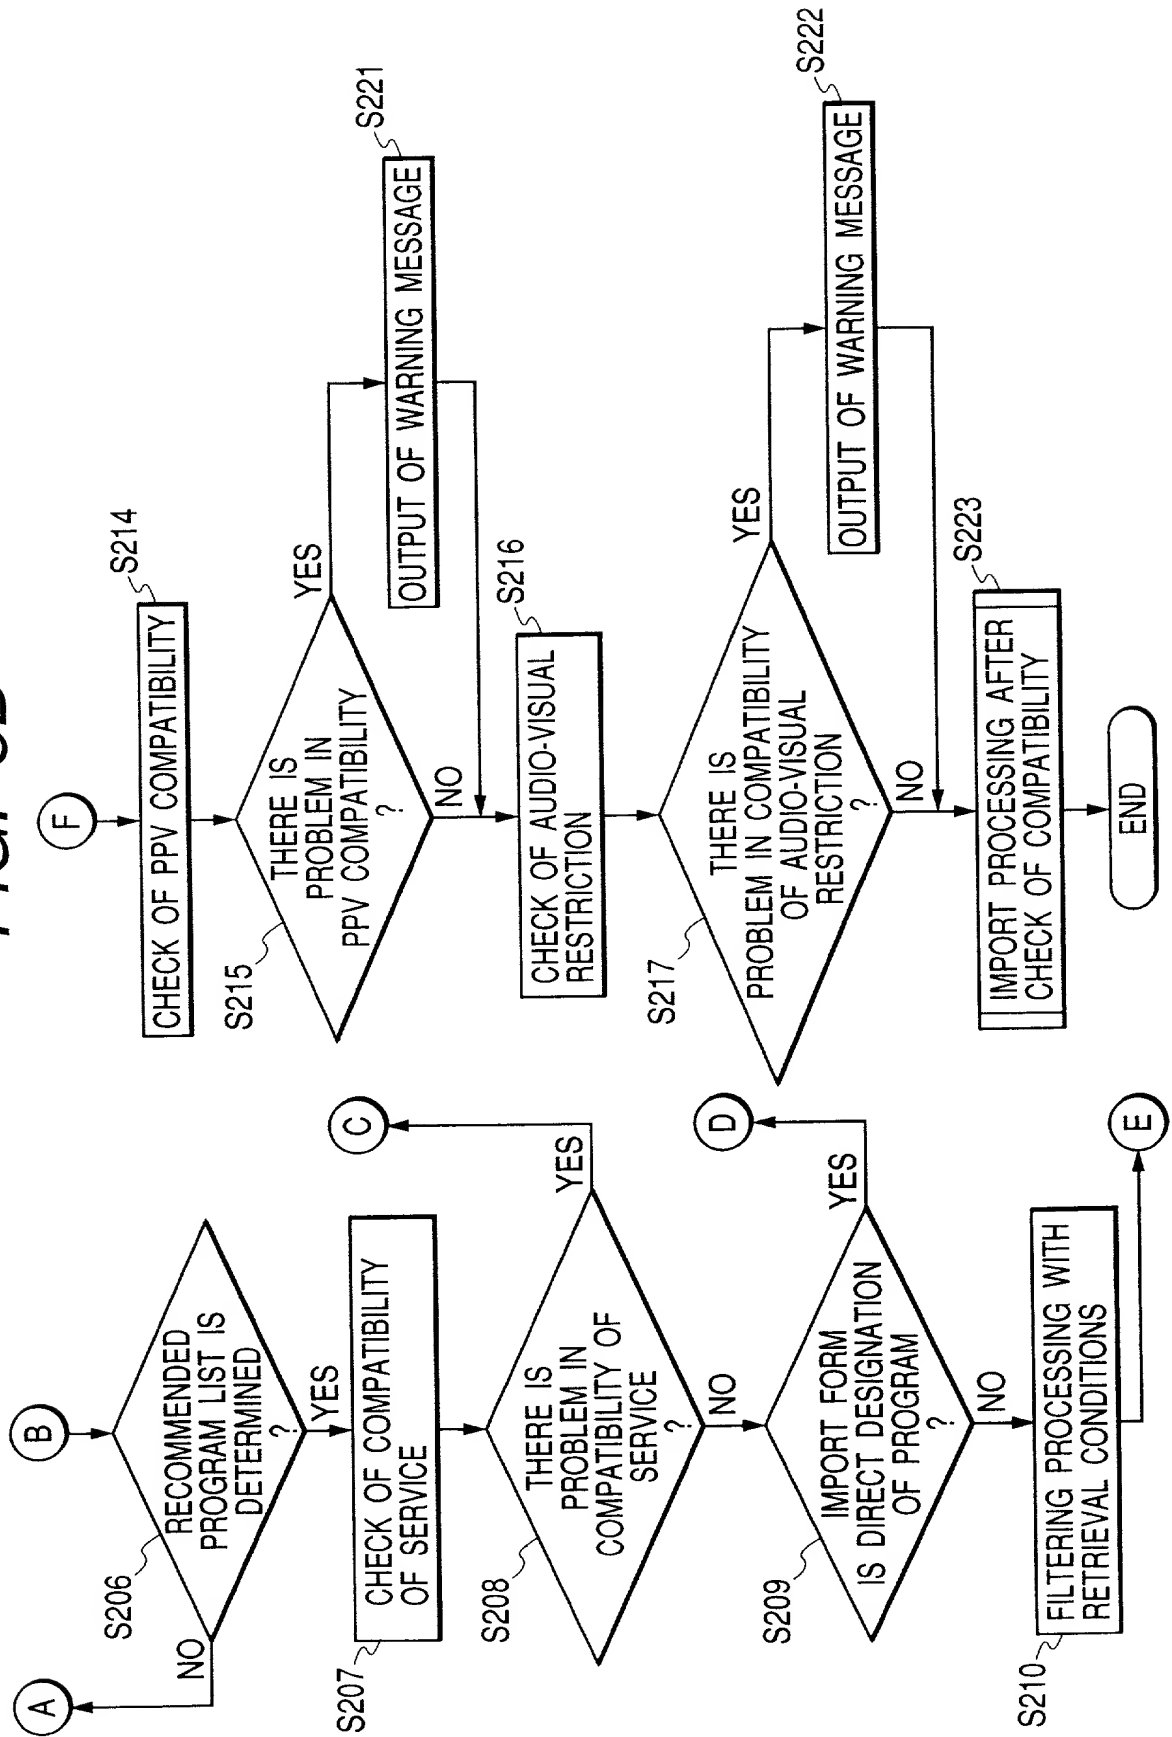 A
B
NO
S206
RECOMMENDED
PROGRAM LIST IS
DETERMINED
?
YES
S207
CHECK OF COMPATIBILITY
OF SERVICE
C
S208
THERE IS
PROBLEM IN
COMPATIBILITY OF
SERVICE
?
YES
NO
S209
IMPORT FORM
IS DIRECT DESIGNATION
OF PROGRAM
?
YES
D
NO
S210
FILTERING PROCESSING WITH
RETRIEVAL CONDITIONS
E
F
S214
CHECK OF PPV COMPATIBILITY
S215
THERE IS
PROBLEM IN
PPV COMPATIBILITY
?
YES
S221
OUTPUT OF WARNING MESSAGE
NO
S216
CHECK OF AUDIO-VISUAL
RESTRICTION
S217
THERE IS
PROBLEM IN COMPATIBILITY
OF AUDIO-VISUAL
RESTRICTION
?
YES
S222
OUTPUT OF WARNING MESSAGE
NO
S223
IMPORT PROCESSING AFTER
CHECK OF COMPATIBILITY
END